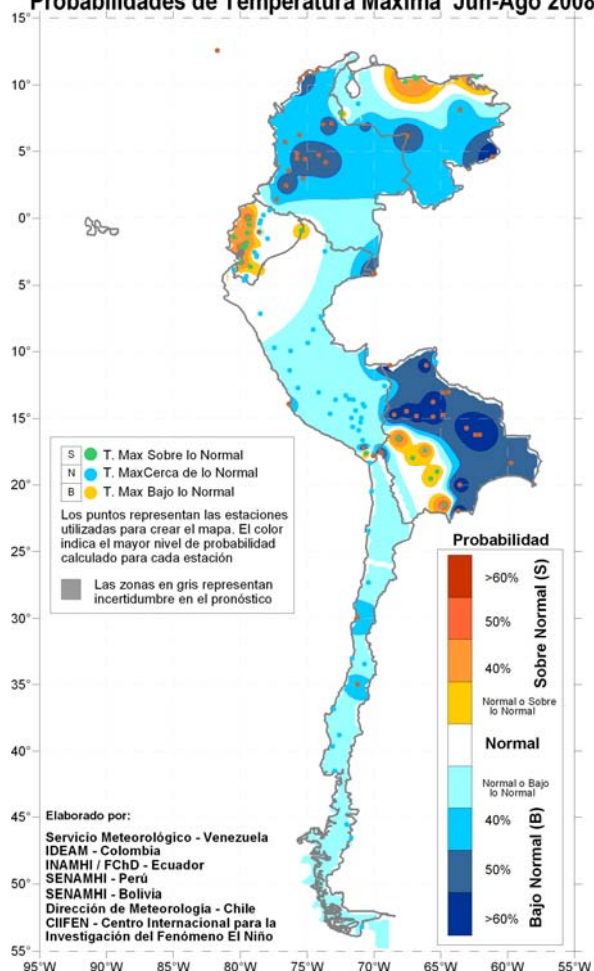 Probabilidades de Temperatura Máxima Jun-Ago 2008
15°
10°
5°
0°
5°
10°
15°
20°
25°
30°
35°
40°
45°
50°
55°
95°W
90°W
85°W
80°W
75°W
70°W
65°W
60°W
55°W
S T. Max Sobre lo Normal
N T. MaxCerca de lo Normal
B T. Max Bajo lo Normal
Los puntos representan las estaciones
utilizadas para crear el mapa. El color
indica el mayor nivel de probabilidad
calculado para cada estación
Las zonas en gris representan
incertidumbre en el pronóstico
Probabilidad
>60%
50%
40%
Normal o Sobre
lo Normal
Sobre Normal (S)
Normal
Normal o Bajo
lo Normal
40%
50%
>60%
Bajo Normal (B)
Elaborado por:
Servicio Meteorológico - Venezuela
IDEAM - Colombia
INAMHI / FChD - Ecuador
SENAMHI - Perú
SENAMHI - Bolivia
Dirección de Meteorología - Chile
CIIFEN - Centro Internacional para la
Investigación del Fenómeno El Niño